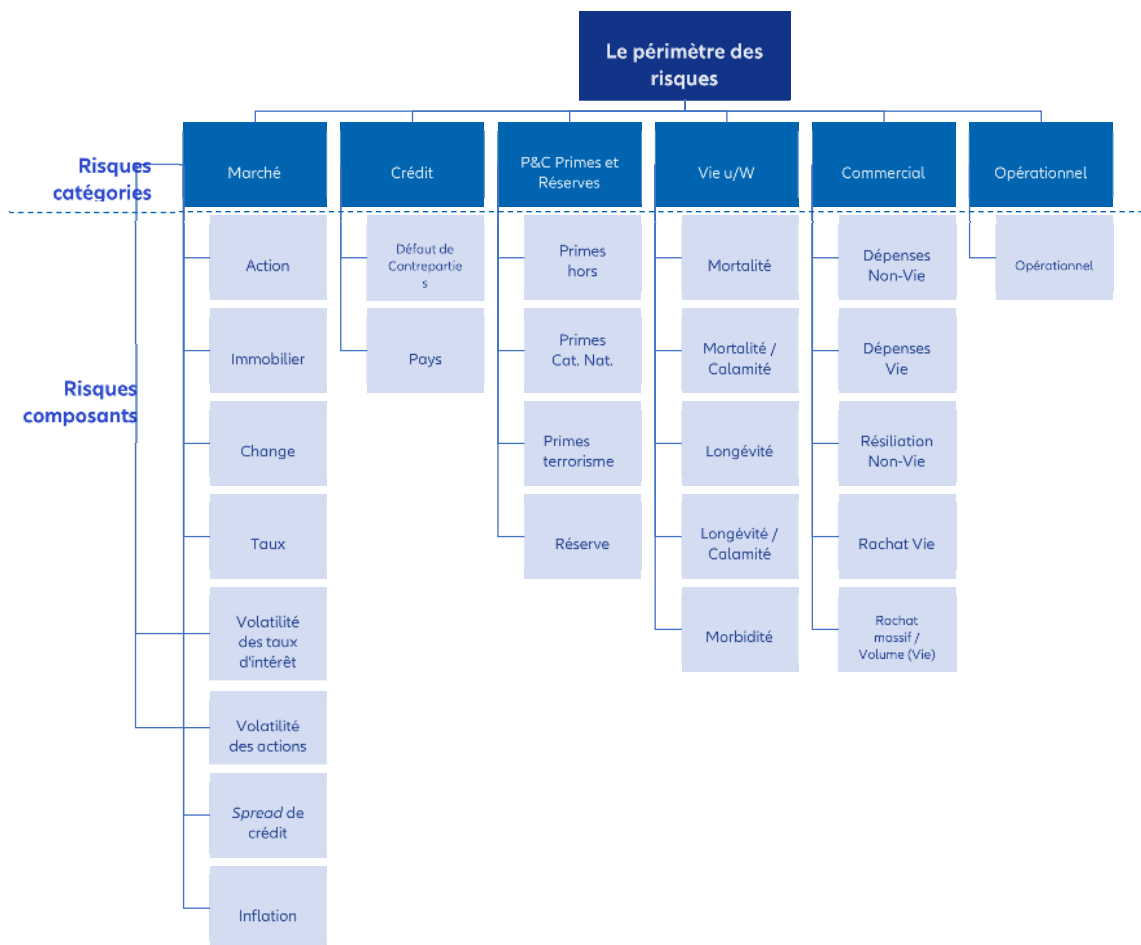 Le périmètre des
risques
Risques
catégories
Marché
Crédit
P&C Primes et
Réserves
Vie u/W
Commercial
Opérationnel
Risques
composants
Action
Immobilier
Change
Taux
Volatilité
des taux
d'intérêt
Volatilité
des actions
Spread de
crédit
Inflation
Défaut de
Contrepartie
s
Pays
Primes
hors
Primes
Cat. Nat.
Primes
terrorisme
Réserve
Mortalité
Mortalité /
Calamité
Longévité
Longévité /
Calamité
Morbidité
Dépenses
Non-Vie
Dépenses
Vie
Résiliation
Non-Vie
Rachat Vie
Rachat
massif /
Volume (Vie)
Opérationnel